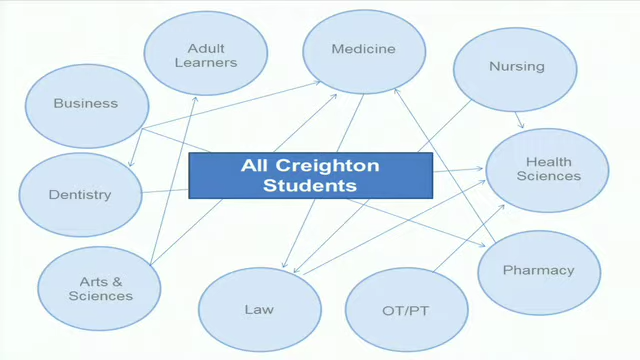 Adult
Learners
Medicine
Nursing
Business
All Creighton
Students
Health
Sciences
Dentistry
Arts &
Sciences
Law
OT/PT
Pharmacy